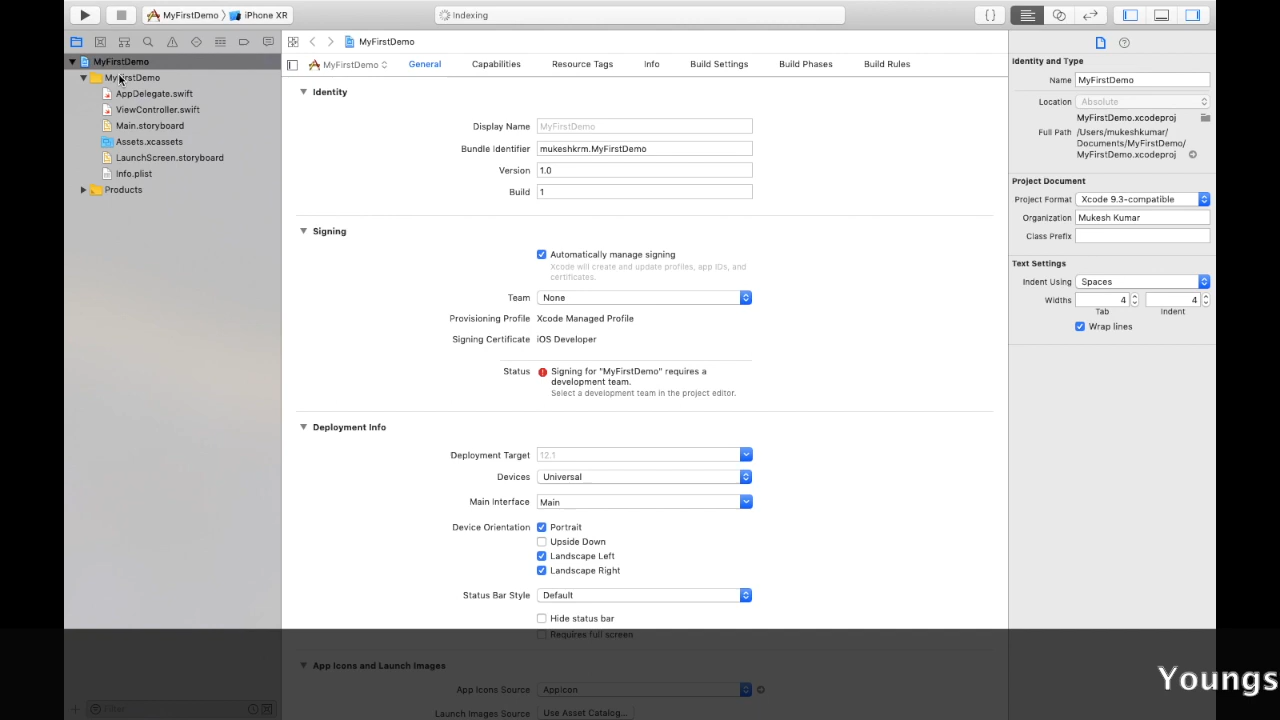 MyFirstDemo 〉 iPhone XR
Indexing
MyFirstDemo
MyFirstDemo
AppDelegate.swift
ViewController.swift
Main.storyboard
Assets.xcassets
LaunchScreen.storyboard
Info.plist
Products
Filter
MyFirstDemo
MyFirstDemo General Capabilities Resource Tags Info Build Settings Build Phases Build Rules
Identity
Display Name MyFirstDemo
Bundle Identifier mukeshkrm.MyFirstDemo
Version 1.0
Build 1
Signing
Automatically manage signing
Xcode will create and update profiles, app IDs, and
certificates.
Team None
Provisioning Profile Xcode Managed Profile
Signing Certificate iOS Developer
Status Signing for "MyFirstDemo" requires a
development team.
Select a development team in the project editor.
Deployment Info
Deployment Target 12.1
Devices Universal
Main Interface Main
Device Orientation Portrait
Upside Down
Landscape Left
Landscape Right
Status Bar Style Default
Hide status bar
Requires full screen
App Icons and Launch Images
App Icons Source AppIcon
Launch Images Source Use Asset Catalog...
Identity and Type
Name MyFirstDemo
Location Absolute
MyFirstDemo.xcodeproj
Full Path /Users/mukeshkumar/
Documents/MyFirstDemo/
MyFirstDemo.xcodeproj
Project Document
Project Format Xcode 9.3-compatible
Organization Mukesh Kumar
Class Prefix
Text Settings
Indent Using Spaces
Widths 4 4
Tab Indent
Wrap lines
Youngs